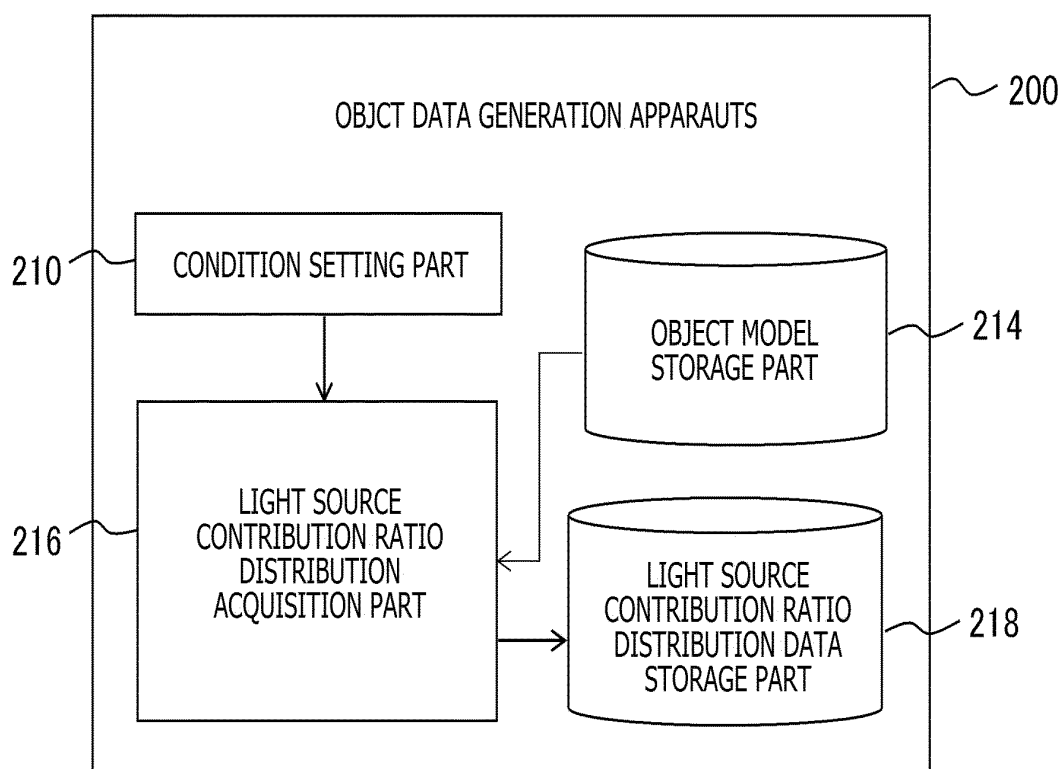 OBJCT DATA GENERATION APPARAUTS
200
CONDITION SETTING PART
210
OBJECT MODEL
STORAGE PART
214
LIGHT SOURCE
CONTRIBUTION RATIO
DISTRIBUTION
ACQUISITION PART
216
LIGHT SOURCE
CONTRIBUTION RATIO
DISTRIBUTION DATA
STORAGE PART
218